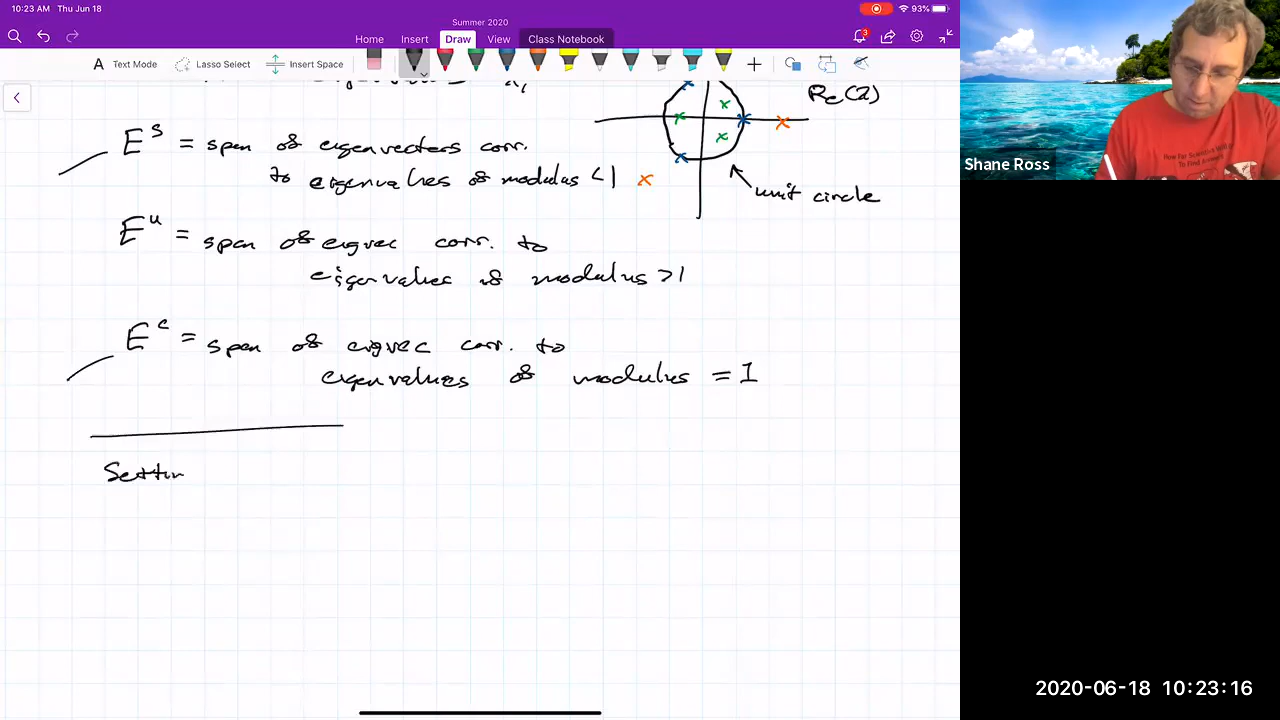 10:23 AM Thu Jun 18
93%
Summer 2020
Home Insert Draw View Class Notebook
3
A Text Mode Lasso Select Insert Space
Re(λ)
E^s = span of eigenvectors corr.
to eigenvalues of modulus < 1
unit circle
E^u = span of eigvec corr. to
eigenvalues of modulus > 1
E^c = span of eigvec corr. to
eigenvalues of modulus = 1
Settin
Shane Ross
2020-06-18 10:23:16